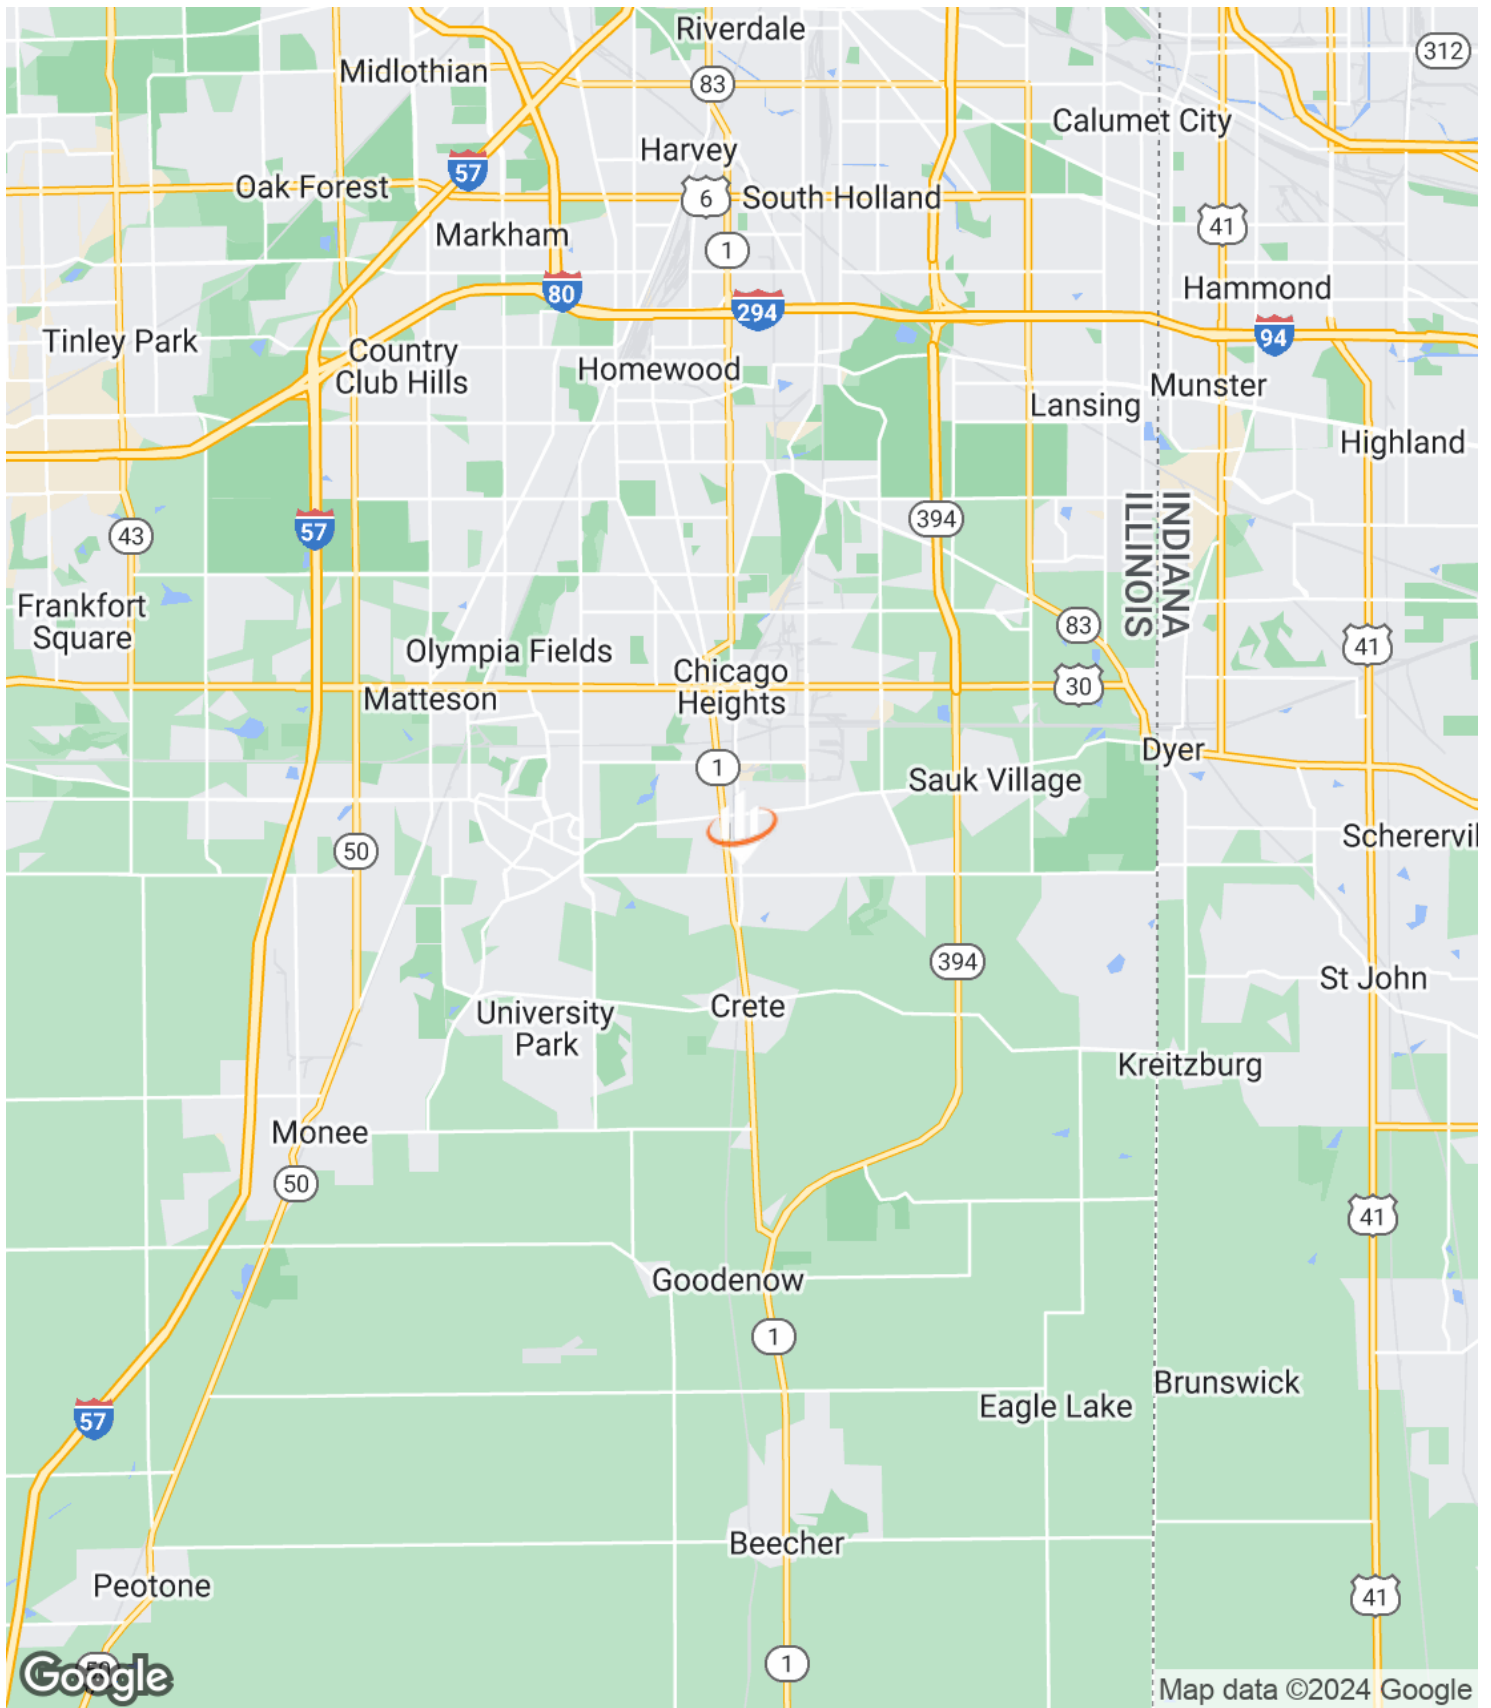 Riverdale
312
Midlothian
83
Calumet City
Harvey
57
Oak Forest
6
South Holland
41
Markham
1
80
Hammond
294
94
Tinley Park
Country
Club Hills
Homewood
Munster
Lansing
Highland
394
57
43
INDIANA
ILLINOIS
Frankfort
Square
83
41
Olympia Fields
Chicago
Heights
Matteson
30
Dyer
1
Sauk Village
50
Scherervil
394
St John
Crete
University
Park
Kreitzburg
Monee
50
41
Goodenow
1
Brunswick
Eagle Lake
57
Beecher
Peotone
41
1
50
Google
Map data ©2024 Google